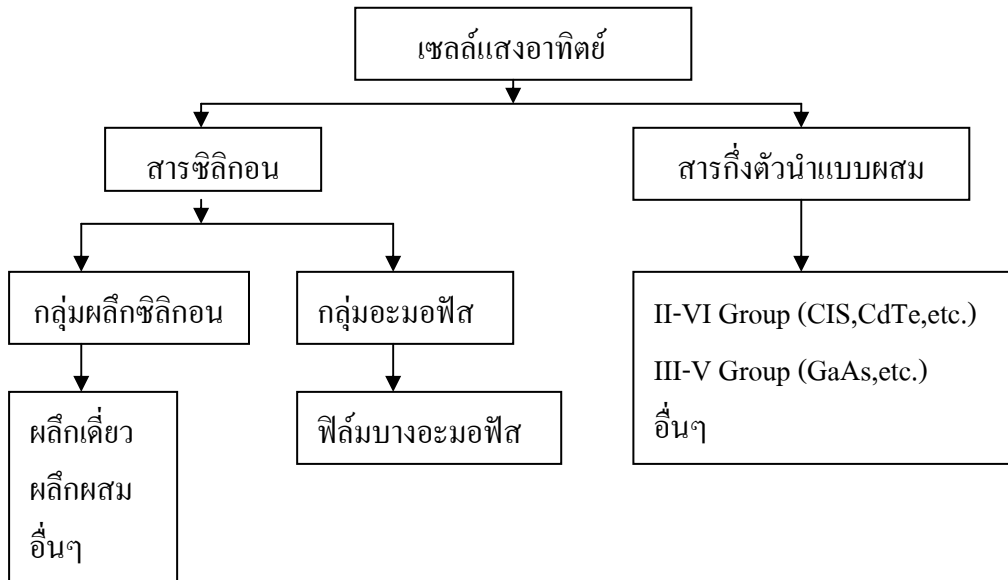 เซลล์แสงอาทิตย์
สารซิลิกอน
สารกึ่งตัวนำแบบผสม
กลุ่มผลึกซิลิกอน
กลุ่มอะมอฟัส
II-VI Group (CIS,CdTe,etc.)
III-V Group (GaAs,etc.)
อื่นๆ
ผลึกเดี่ยว
ผลึกผสม
อื่นๆ
ฟิล์มบางอะมอฟัส